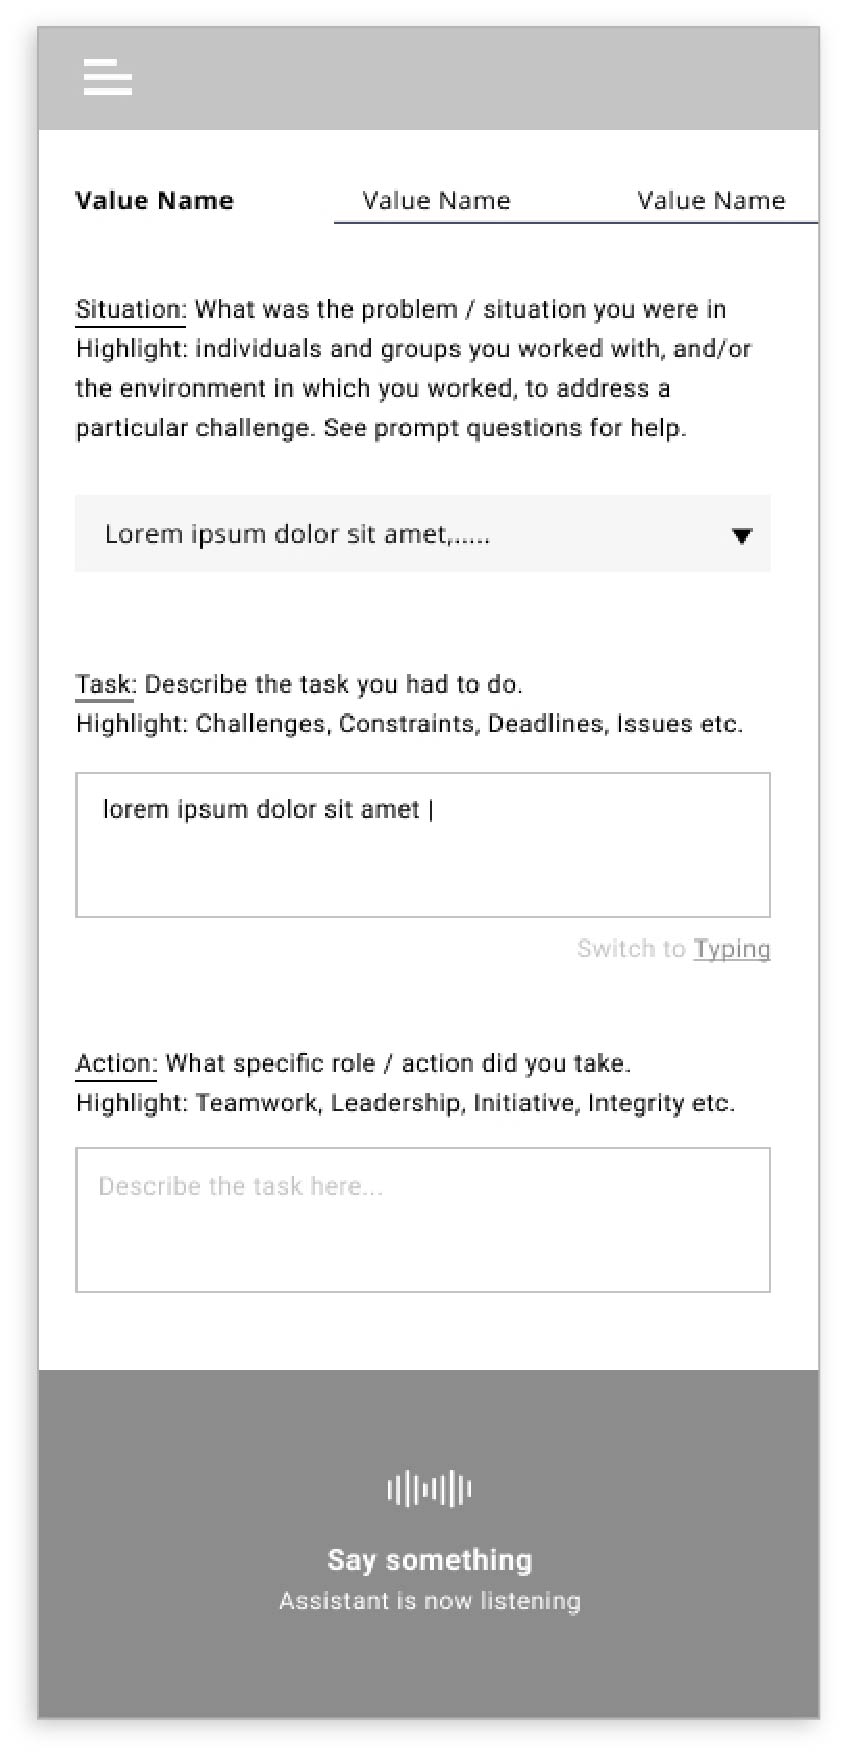 Value Name Value Name Value Name
Situation: What was the problem / situation you were in
Highlight: individuals and groups you worked with, and/or
the environment in which you worked, to address a
particular challenge. See prompt questions for help.
Lorem ipsum dolor sit amet,.....
Task: Describe the task you had to do.
Highlight: Challenges, Constraints, Deadlines, Issues etc.
lorem ipsum dolor sit amet |
Switch to Typing
Action: What specific role / action did you take.
Highlight: Teamwork, Leadership, Initiative, Integrity etc.
Describe the task here...
Say something
Assistant is now listening